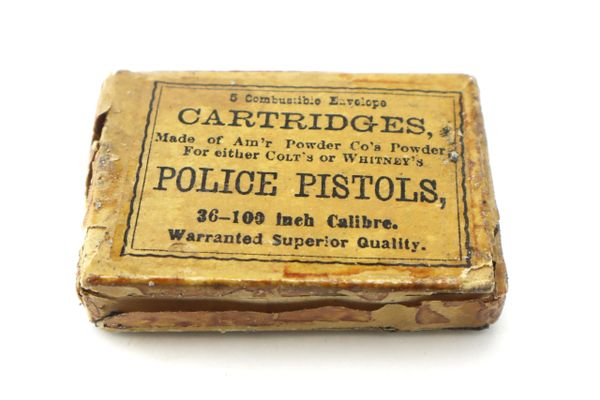 5 Combustible Envelope
CARTRIDGES,
Made of Am'r Powder Co's Powder
For either COLT'S or WHITNEY'S
POLICE PISTOLS,
36-100 inch Calibre.
Warranted Superior Quality.